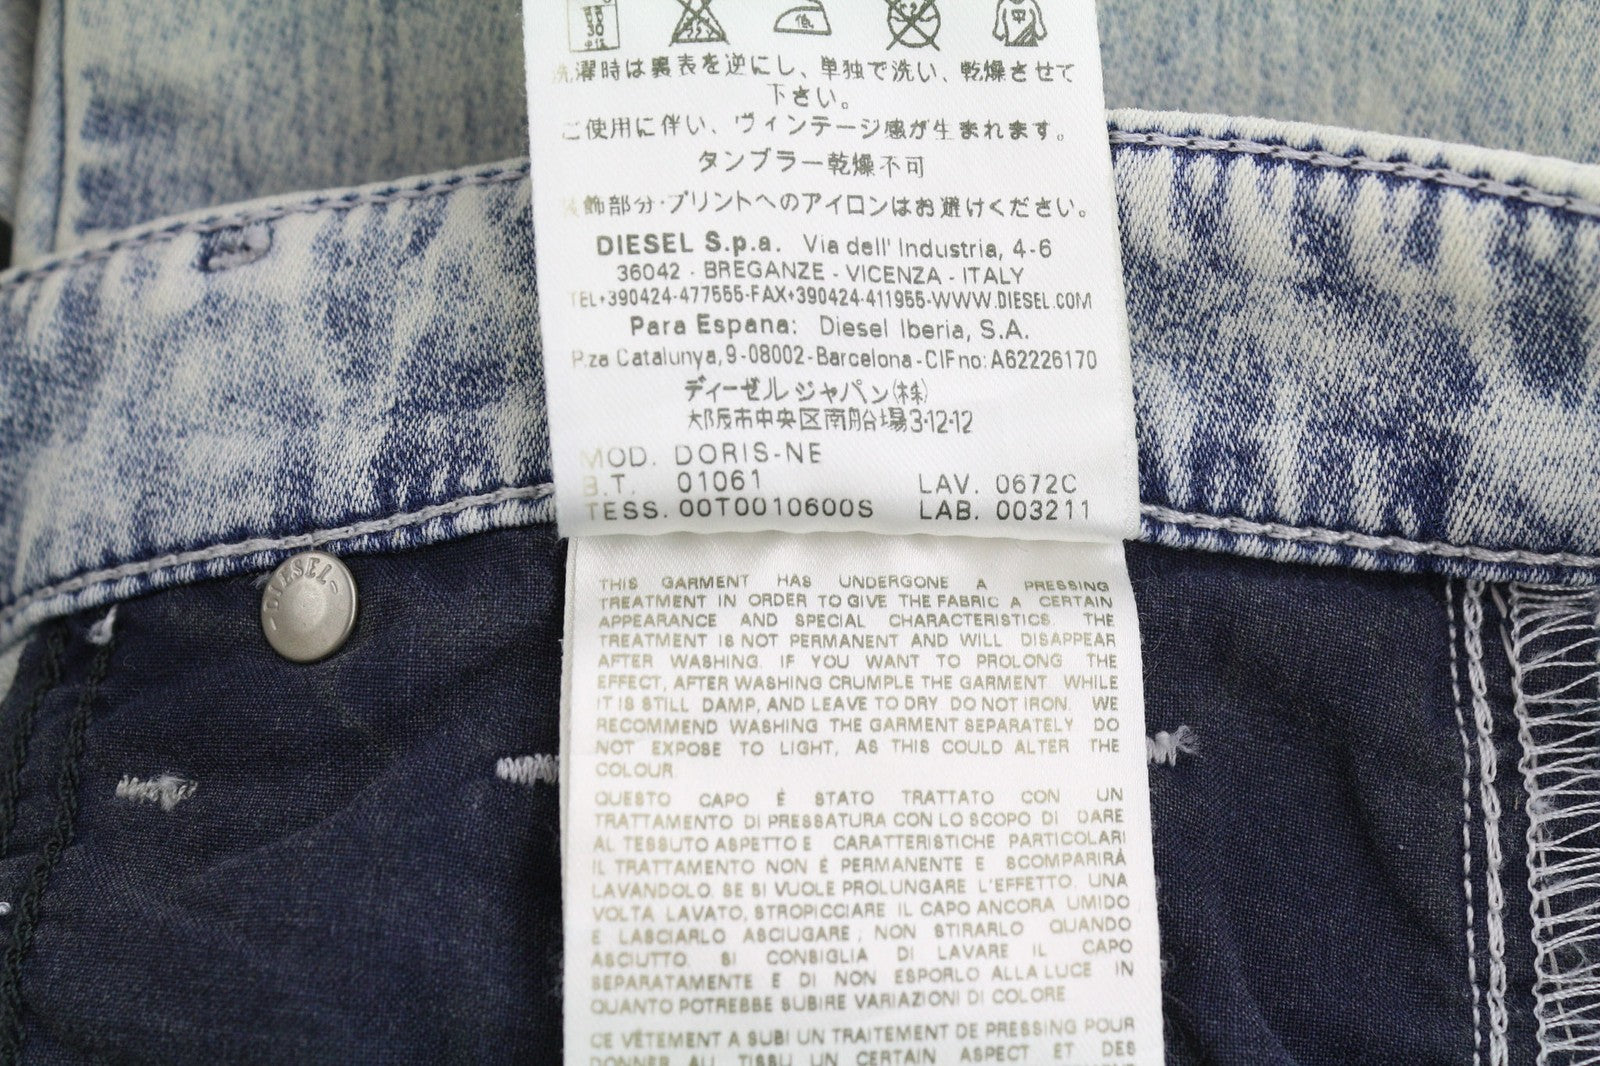 30
中性
低
洗濯時は裏表を逆にし、単独で洗い、乾燥させて
下さい。
ご使用に伴い、ヴィンテージ感が生まれます。
タンブラー乾燥不可
装飾部分・プリントへのアイロンはお避けください。
DIESEL S.p.a. Via dell' Industria, 4-6
36042 - BREGANZE - VICENZA - ITALY
TEL+390424-477555-FAX+390424-411955-WWW.DIESEL.COM
Para Espana: Diesel Iberia, S.A.
P.za Catalunya, 9-08002-Barcelona-CIF no: A62226170
ディーゼル ジャパン(株)
大阪市中央区南船場3-12-12
MOD. DORIS-NE
B.T. 01061 LAV. 0672C
TESS. 00T0010600S LAB. 003211
DIESEL
THIS GARMENT HAS UNDERGONE A PRESSING
TREATMENT IN ORDER TO GIVE THE FABRIC A CERTAIN
APPEARANCE AND SPECIAL CHARACTERISTICS. THE
TREATMENT IS NOT PERMANENT AND WILL DISAPPEAR
AFTER WASHING. IF YOU WANT TO PROLONG THE
EFFECT, AFTER WASHING CRUMPLE THE GARMENT WHILE
IT IS STILL DAMP, AND LEAVE TO DRY. DO NOT IRON. WE
RECOMMEND WASHING THE GARMENT SEPARATELY. DO
NOT EXPOSE TO LIGHT, AS THIS COULD ALTER THE
COLOUR.
QUESTO CAPO É STATO TRATTATO CON UN
TRATTAMENTO DI PRESSATURA CON LO SCOPO DI DARE
AL TESSUTO ASPETTO E CARATTERISTICHE PARTICOLARI.
IL TRATTAMENTO NON É PERMANENTE E SCOMPARIRÀ
LAVANDOLO. SE SI VUOLE PROLUNGARE L'EFFETTO, UNA
VOLTA LAVATO, STROPICCIARE IL CAPO ANCORA UMIDO
E LASCIARLO ASCIUGARE; NON STIRARLO QUANDO
ASCIUTTO. SI CONSIGLIA DI LAVARE IL CAPO
SEPARATAMENTE E DI NON ESPORLO ALLA LUCE IN
QUANTO POTREBBE SUBIRE VARIAZIONI DI COLORE.
CE VÊTEMENT A SUBI UN TRAITEMENT DE PRESSING POUR
DONNER AU TISSU UN CERTAIN ASPECT ET DES